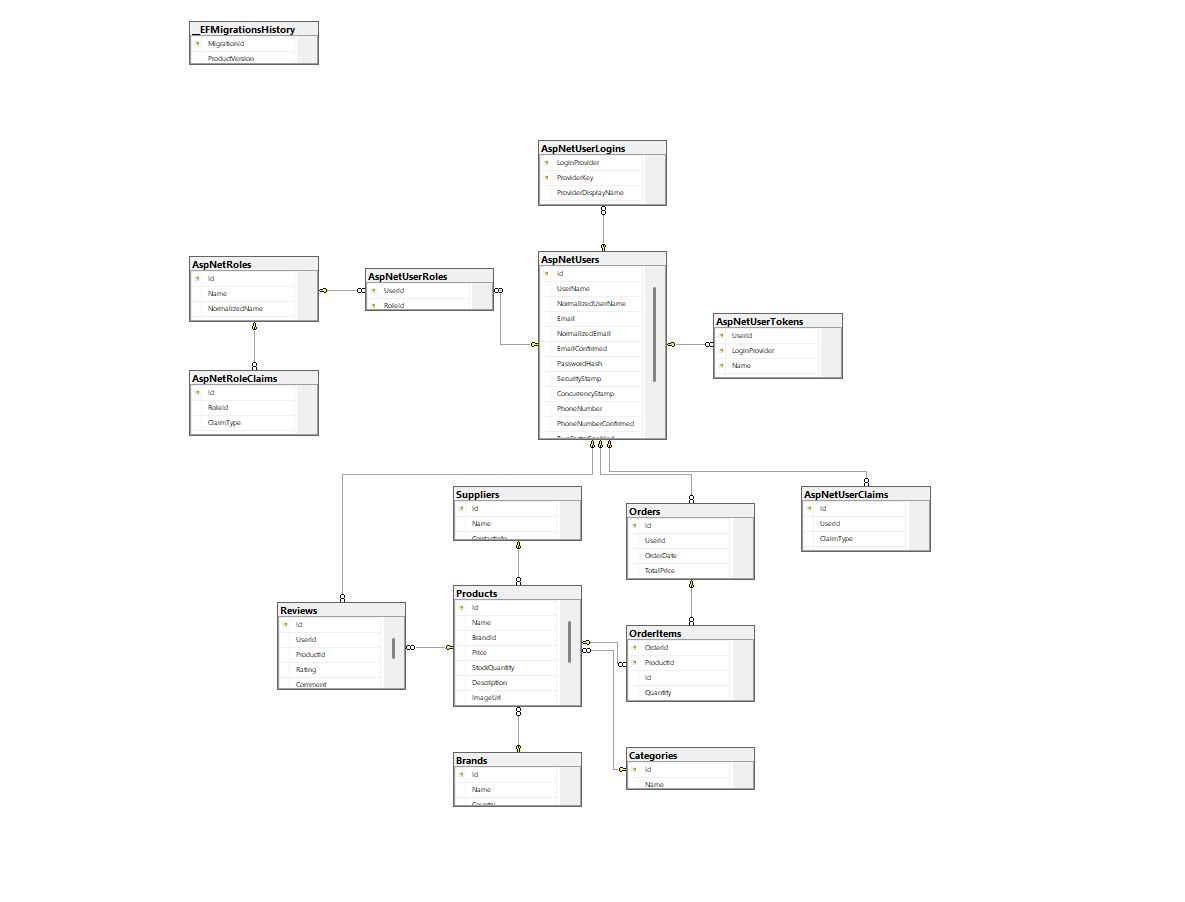 __EFMigrationsHistory
MigrationId
ProductVersion
AspNetUserLogins
LoginProvider
ProviderKey
ProviderDisplayName
AspNetRoles
Id
Name
NormalizedName
AspNetUserRoles
UserId
RoleId
AspNetUsers
Id
UserName
NormalizedUserName
Email
NormalizedEmail
EmailConfirmed
PasswordHash
SecurityStamp
ConcurrencyStamp
PhoneNumber
PhoneNumberConfirmed
TwoFactorEnabled
AspNetUserTokens
UserId
LoginProvider
Name
AspNetRoleClaims
Id
RoleId
ClaimType
Suppliers
Id
Name
ContactInfo
Orders
Id
UserId
OrderDate
TotalPrice
AspNetUserClaims
Id
UserId
ClaimType
Reviews
Id
UserId
ProductId
Rating
Comment
Products
Id
Name
BrandId
Price
StockQuantity
Description
ImageUrl
OrderItems
OrderId
ProductId
Id
Quantity
Brands
Id
Name
Country
Categories
Id
Name